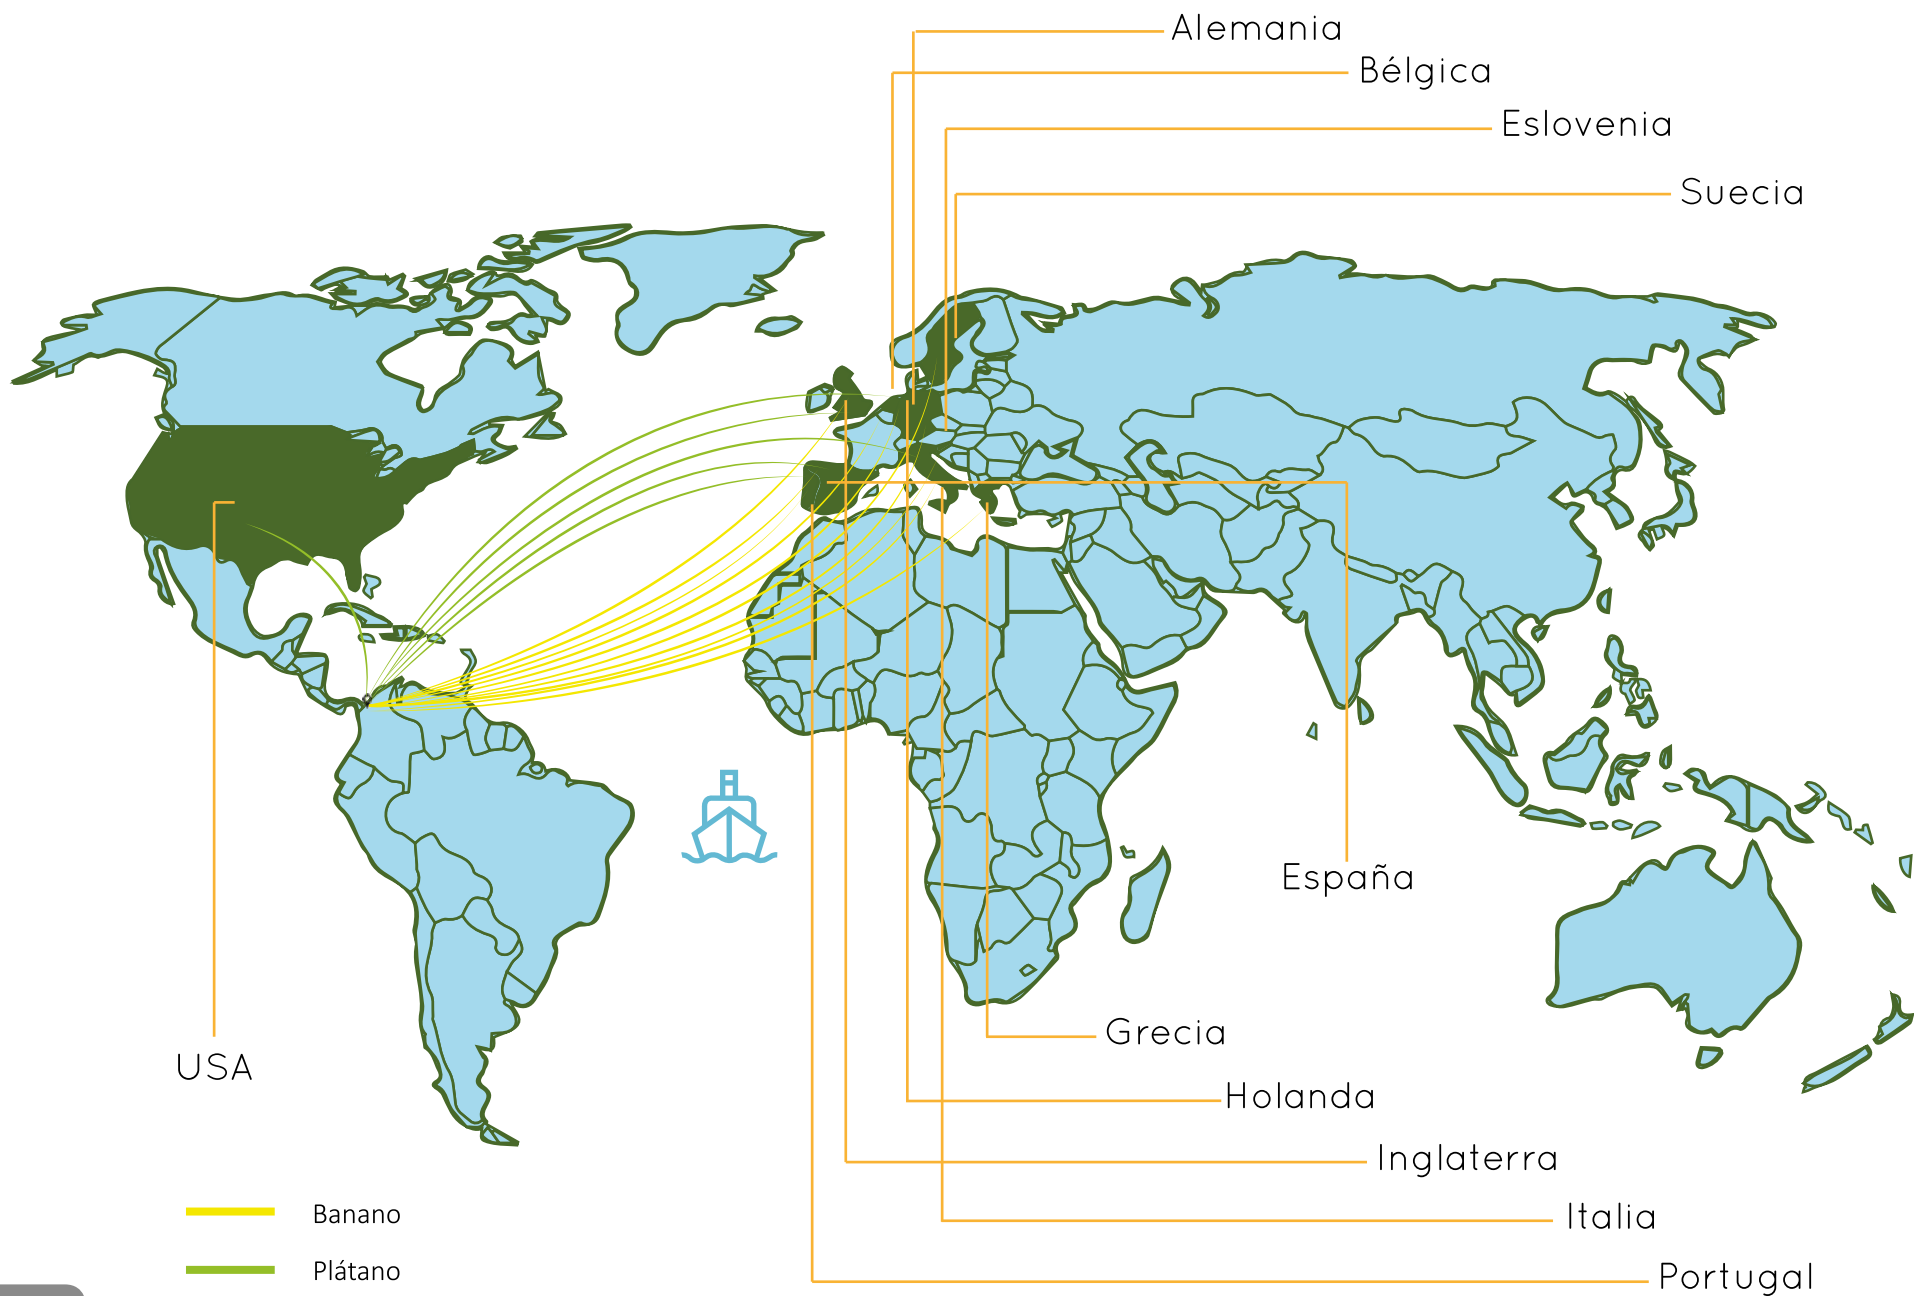 Alemania
Bélgica
Eslovenia
Suecia
España
Grecia
USA
Holanda
Inglaterra
Banano
Italia
Plátano
Portugal